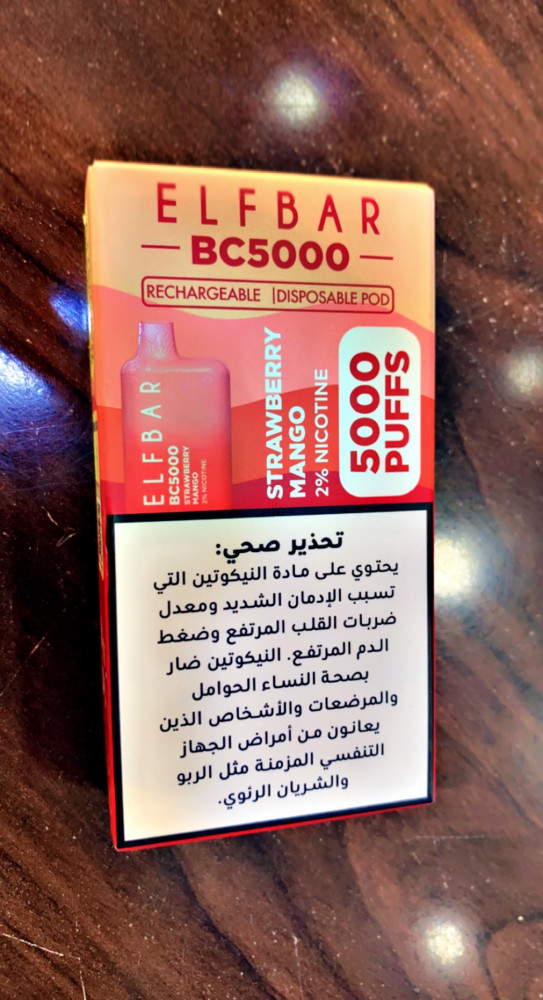 ELFBAR
BC5000
RECHARGEABLE | DISPOSABLE POD
ELFBAR
BC5000
STRAWBERRY
MANGO
2% NICOTINE
STRAWBERRY
MANGO
2% NICOTINE
5000
PUFFS
تحذير صحي:
يحتوي على مادة النيكوتين التي
تسبب الإدمان الشديد ومعدل
ضربات القلب المرتفع وضغط
الدم المرتفع. النيكوتين ضار
بصحة النساء الحوامل
والمرضعات والأشخاص الذين
يعانون من أمراض الجهاز
التنفسي المزمنة مثل الربو
والشريان الرئوي.